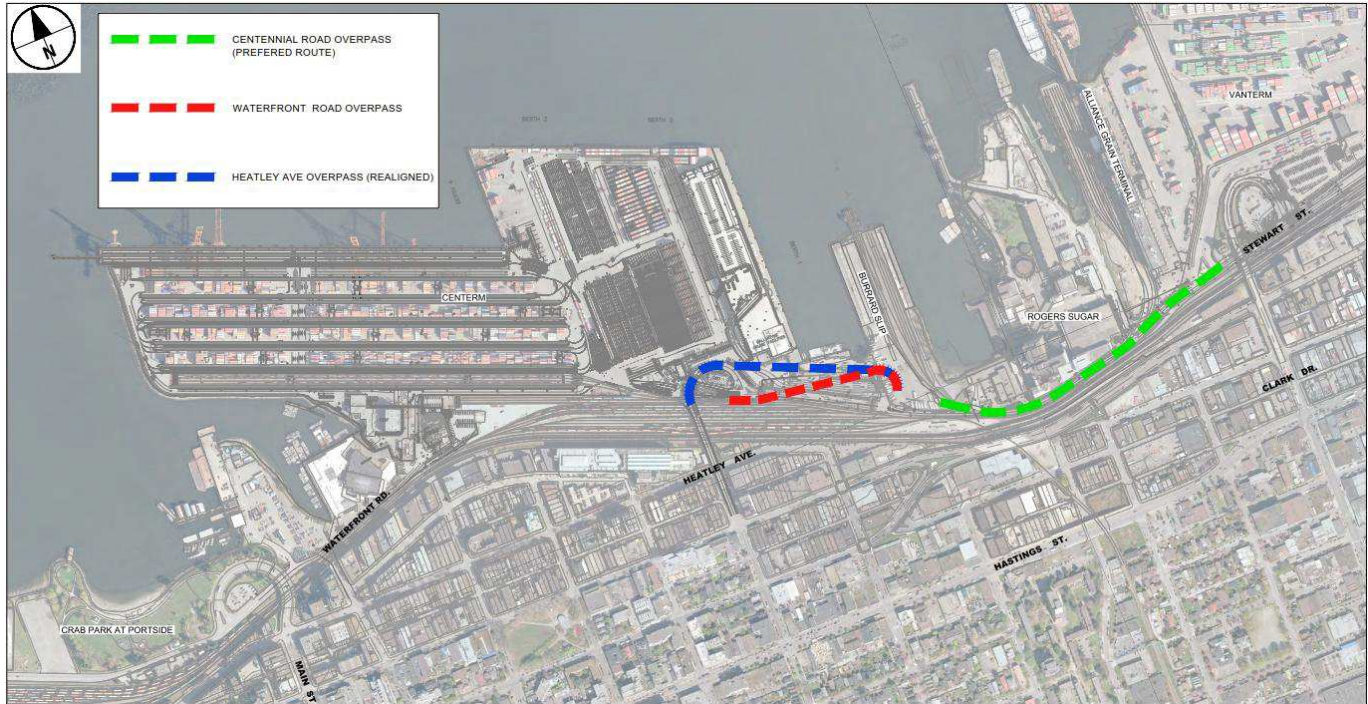 N
CENTENNIAL ROAD OVERPASS
(PREFERED ROUTE)
WATERFRONT ROAD OVERPASS
HEATLEY AVE OVERPASS (REALIGNED)
VANTERM
ALLIANCE GRAIN TERMINAL
STEWART ST.
BURRARD SLIP
CENTERM
ROGERS SUGAR
CLARK DR.
HEATLEY AVE.
WATERFRONT RD.
HASTINGS ST.
CRAB PARK AT PORTSIDE
MAIN ST